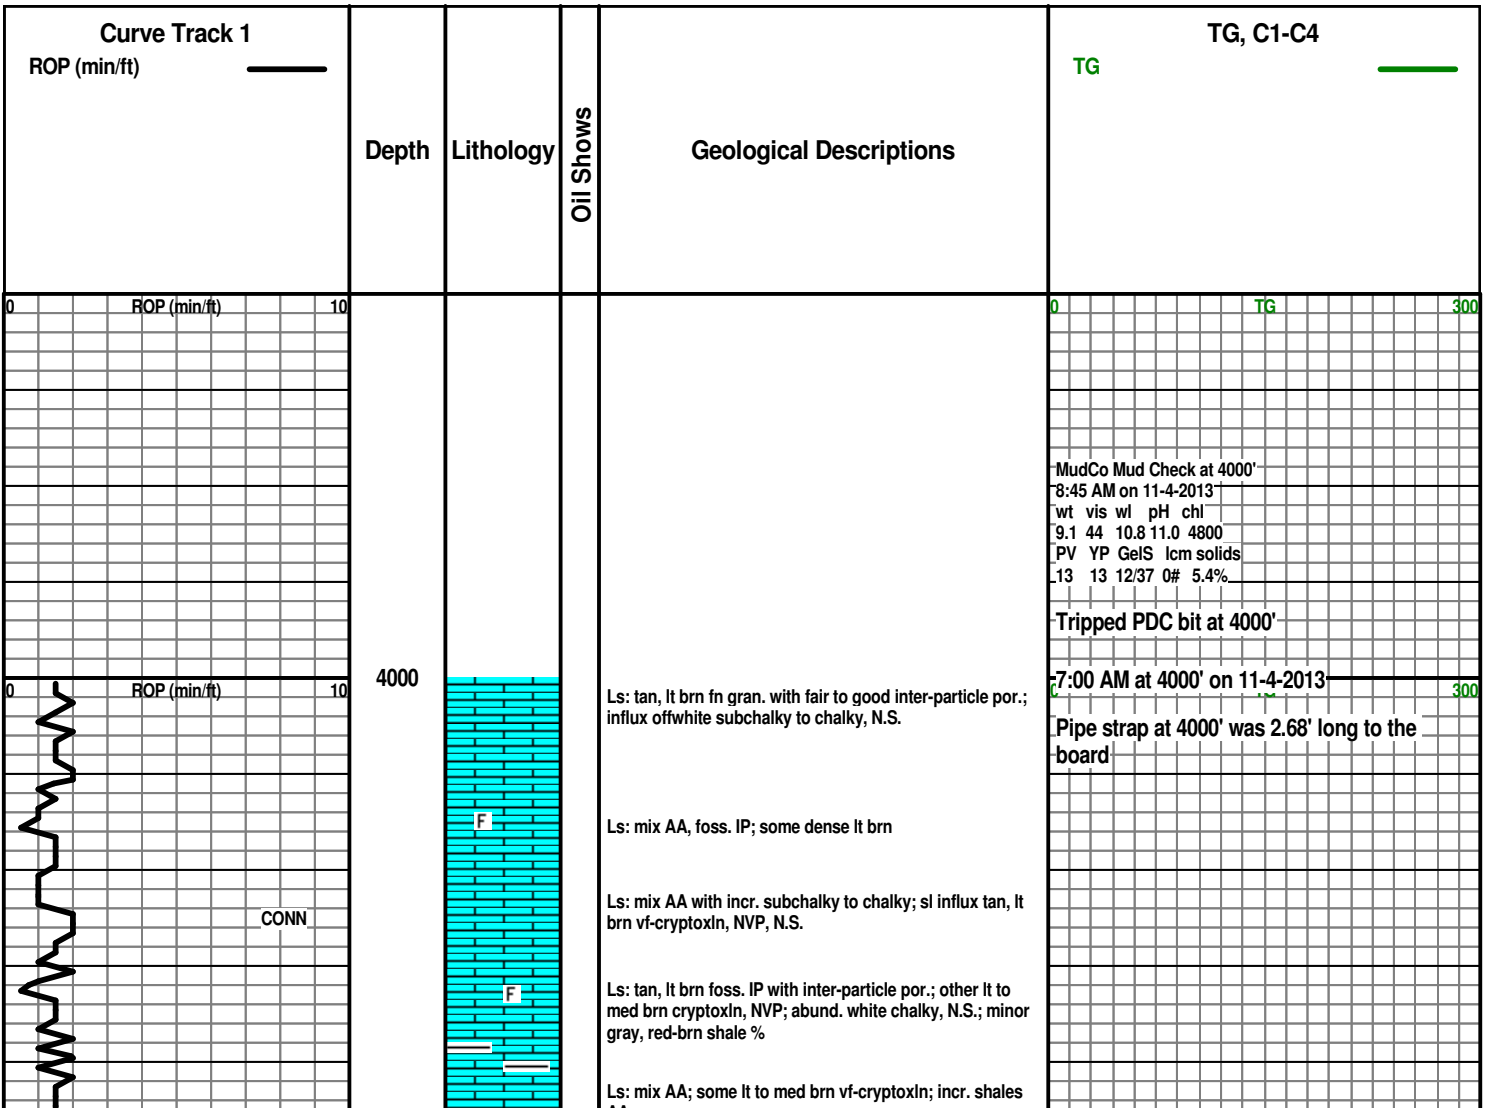 Curve Track 1
ROP (min/ft)
Depth
Lithology
Oil Shows
Geological Descriptions
TG, C1-C4
TG
0 ROP (min/ft) 10
0 TG 300
MudCo Mud Check at 4000'
8:45 AM on 11-4-2013
wt vis wl pH chl
9.1 44 10.8 11.0 4800
PV YP GelS lcm solids
13 13 12/37 0# 5.4%
Tripped PDC bit at 4000'
4000
0 ROP (min/ft) 10
7:00 AM at 4000' on 11-4-2013
300
Ls: tan, lt brn fn gran. with fair to good inter-particle por.;
influx offwhite subchalky to chalky, N.S.
Pipe strap at 4000' was 2.68' long to the
board
F
Ls: mix AA, foss. IP; some dense lt brn
Ls: mix AA with incr. subchalky to chalky; sl influx tan, lt
brn vf-cryptoxln, NVP, N.S.
CONN
F
Ls: tan, lt brn foss. IP with inter-particle por.; other lt to
med brn cryptoxln, NVP; abund. white chalky, N.S.; minor
gray, red-brn shale %
Ls: mix AA; some lt to med brn vf-cryptoxln; incr. shales